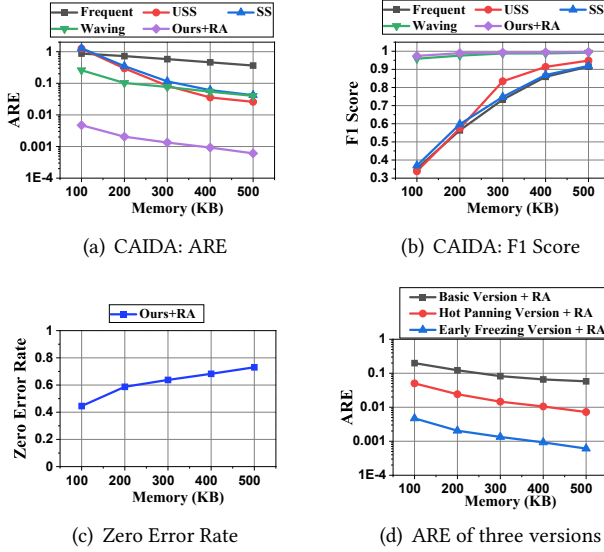 Frequent USS SS
Waving Ours+RA
1
0.1
0.01
0.001
1E-4
ARE
100 200 300 400 500
Memory (KB)
(a) CAIDA: ARE
Frequent USS SS
Waving Ours+RA
1
0.9
0.8
0.7
0.6
0.5
0.4
0.3
F1 Score
100 200 300 400 500
Memory (KB)
(b) CAIDA: F1 Score
Ours+RA
1
0.8
0.6
0.4
0.2
0
Zero Error Rate
100 200 300 400 500
Memory (KB)
(c) Zero Error Rate
Basic Version + RA
Hot Panning Version + RA
Early Freezing Version + RA
1
0.1
0.01
0.001
1E-4
ARE
100 200 300 400 500
Memory (KB)
(d) ARE of three versions